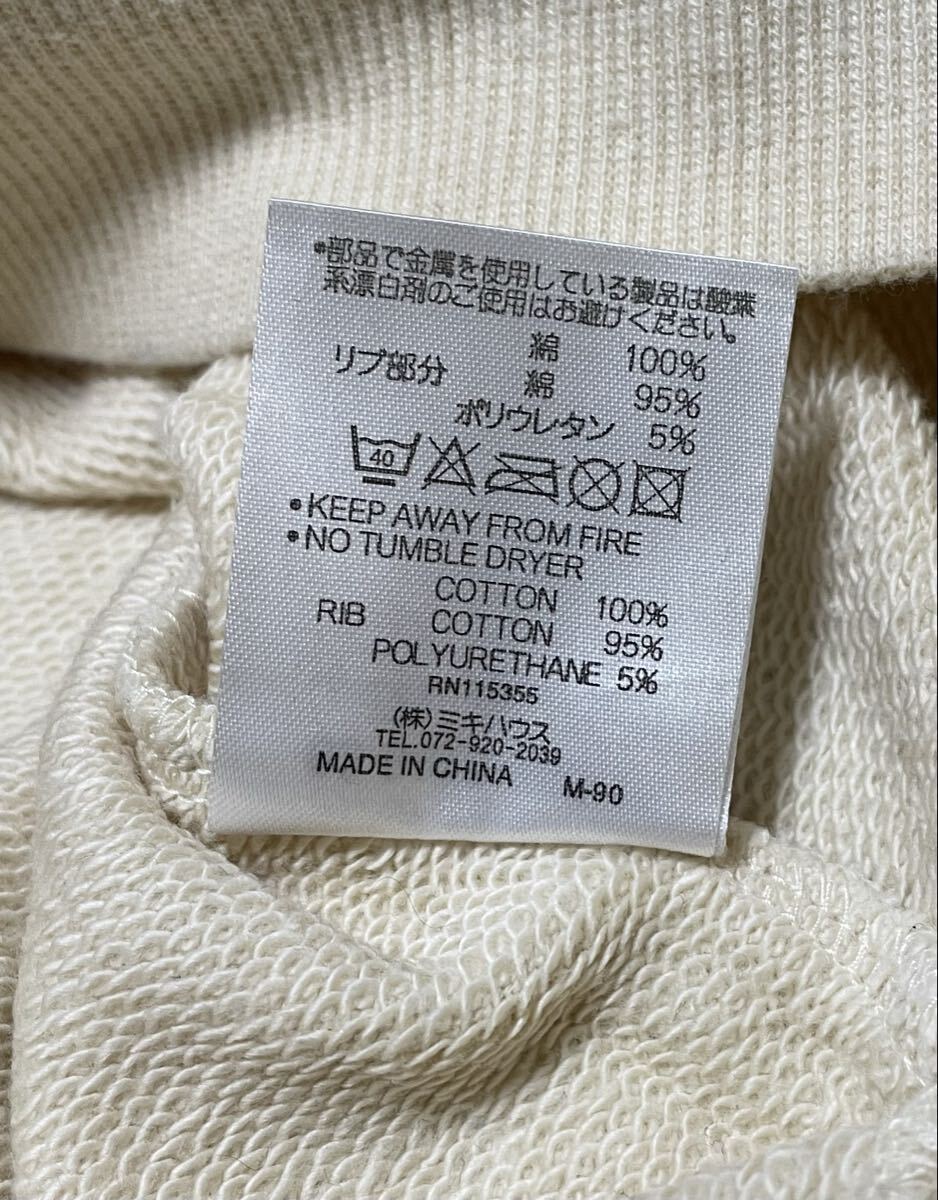 •部品で金属を使用している製品は酸素
系漂白剤のご使用はお避けください。
綿 100%
リブ部分 綿 95%
ポリウレタン 5%
40
•KEEP AWAY FROM FIRE
•NO TUMBLE DRYER
COTTON 100%
RIB COTTON 95%
POLYURETHANE 5%
RN115355
(株)ミキハウス
TEL.072-920-2039
MADE IN CHINA M-90